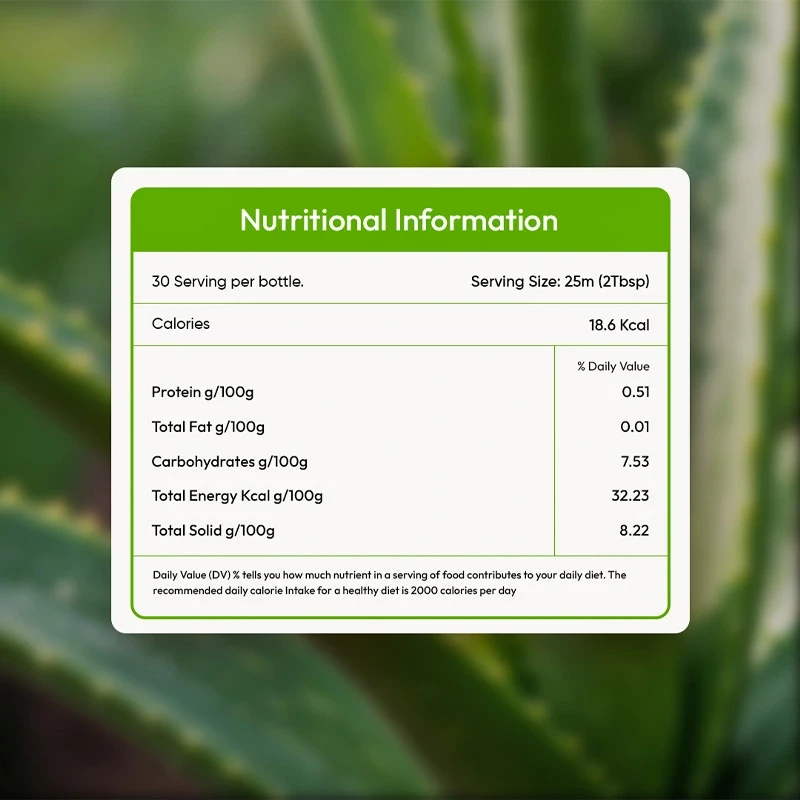 Nutritional Information
30 Serving per bottle. Serving Size: 25m (2Tbsp)
Calories 18.6 Kcal
% Daily Value
Protein g/100g 0.51
Total Fat g/100g 0.01
Carbohydrates g/100g 7.53
Total Energy Kcal g/100g 32.23
Total Solid g/100g 8.22
Daily Value (DV) % tells you how much nutrient in a serving of food contributes to your daily diet. The
recommended daily calorie Intake for a healthy diet is 2000 calories per day